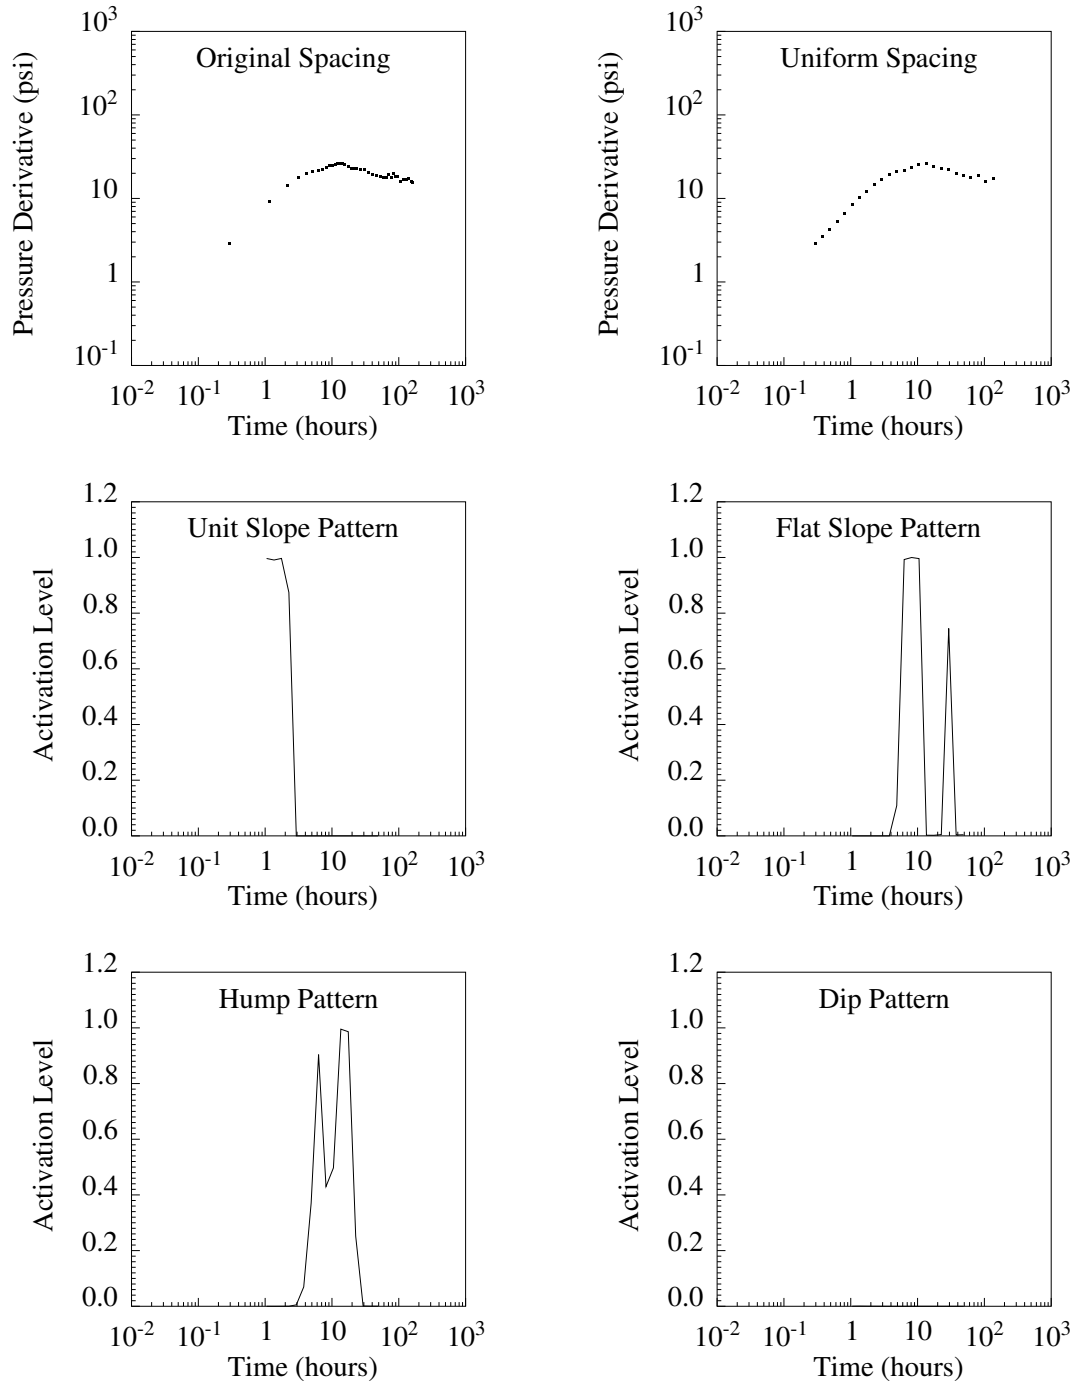 Original Spacing
Pressure Derivative (psi)
10³
10²
10
1
10⁻¹
10⁻² 10⁻¹ 1 10 10² 10³
Time (hours)
Uniform Spacing
Pressure Derivative (psi)
10³
10²
10
1
10⁻¹
10⁻² 10⁻¹ 1 10 10² 10³
Time (hours)
Unit Slope Pattern
Activation Level
1.2
1.0
0.8
0.6
0.4
0.2
0.0
10⁻² 10⁻¹ 1 10 10² 10³
Time (hours)
Flat Slope Pattern
Activation Level
1.2
1.0
0.8
0.6
0.4
0.2
0.0
10⁻² 10⁻¹ 1 10 10² 10³
Time (hours)
Hump Pattern
Activation Level
1.2
1.0
0.8
0.6
0.4
0.2
0.0
10⁻² 10⁻¹ 1 10 10² 10³
Time (hours)
Dip Pattern
Activation Level
1.2
1.0
0.8
0.6
0.4
0.2
0.0
10⁻² 10⁻¹ 1 10 10² 10³
Time (hours)